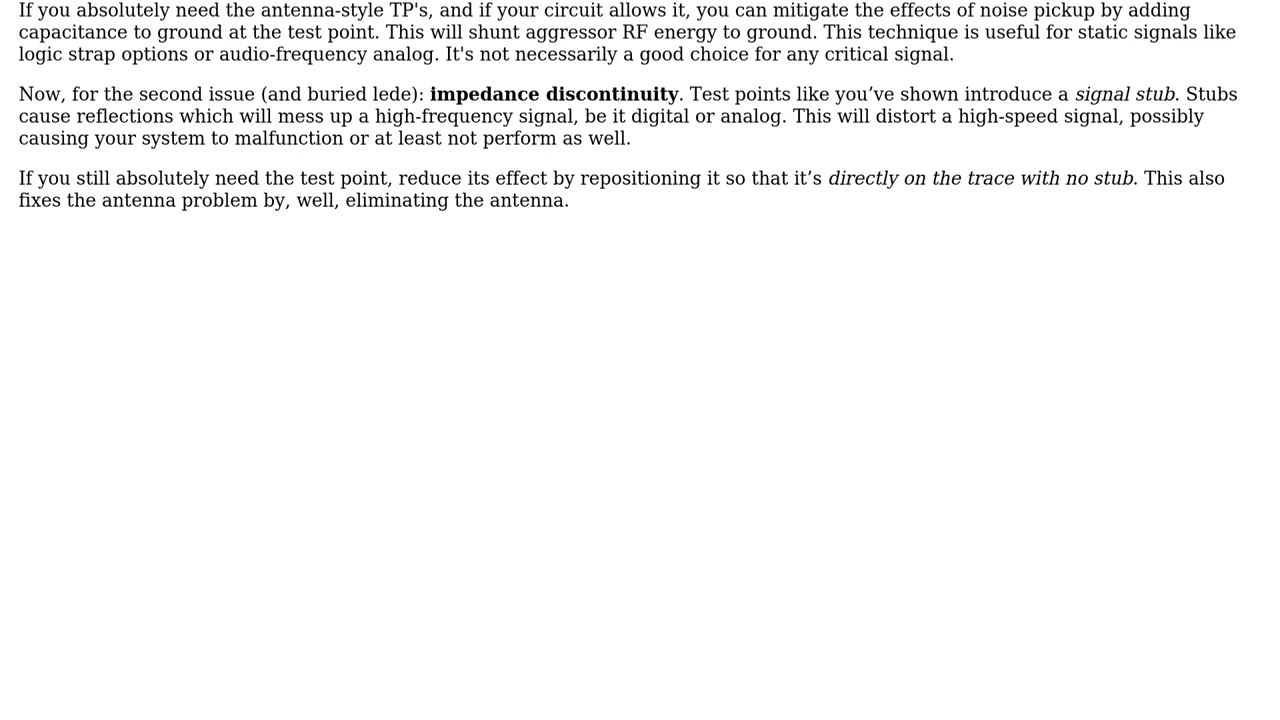 If you absolutely need the antenna-style TP's, and if your circuit allows it, you can mitigate the effects of noise pickup by adding
capacitance to ground at the test point. This will shunt aggressor RF energy to ground. This technique is useful for static signals like
logic strap options or audio-frequency analog. It's not necessarily a good choice for any critical signal.
Now, for the second issue (and buried lede): impedance discontinuity. Test points like you’ve shown introduce a signal stub. Stubs
cause reflections which will mess up a high-frequency signal, be it digital or analog. This will distort a high-speed signal, possibly
causing your system to malfunction or at least not perform as well.
If you still absolutely need the test point, reduce its effect by repositioning it so that it’s directly on the trace with no stub. This also
fixes the antenna problem by, well, eliminating the antenna.